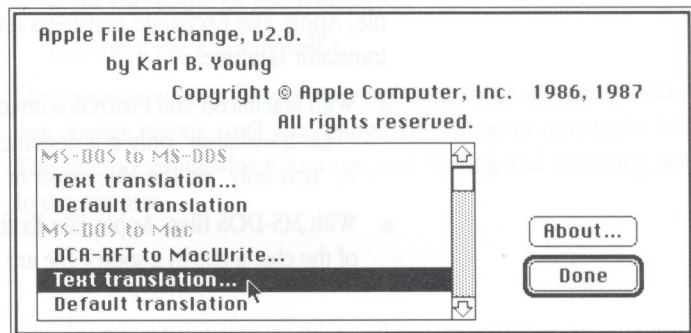 Apple File Exchange, v2.0.
by Karl B. Young
Copyright © Apple Computer, Inc. 1986, 1987
All rights reserved.
MS-DOS to MS-DOS
Text translation...
Default translation
MS-DOS to Mac
DCA-RFT to MacWrite...
Text translation...
Default translation
About...
Done